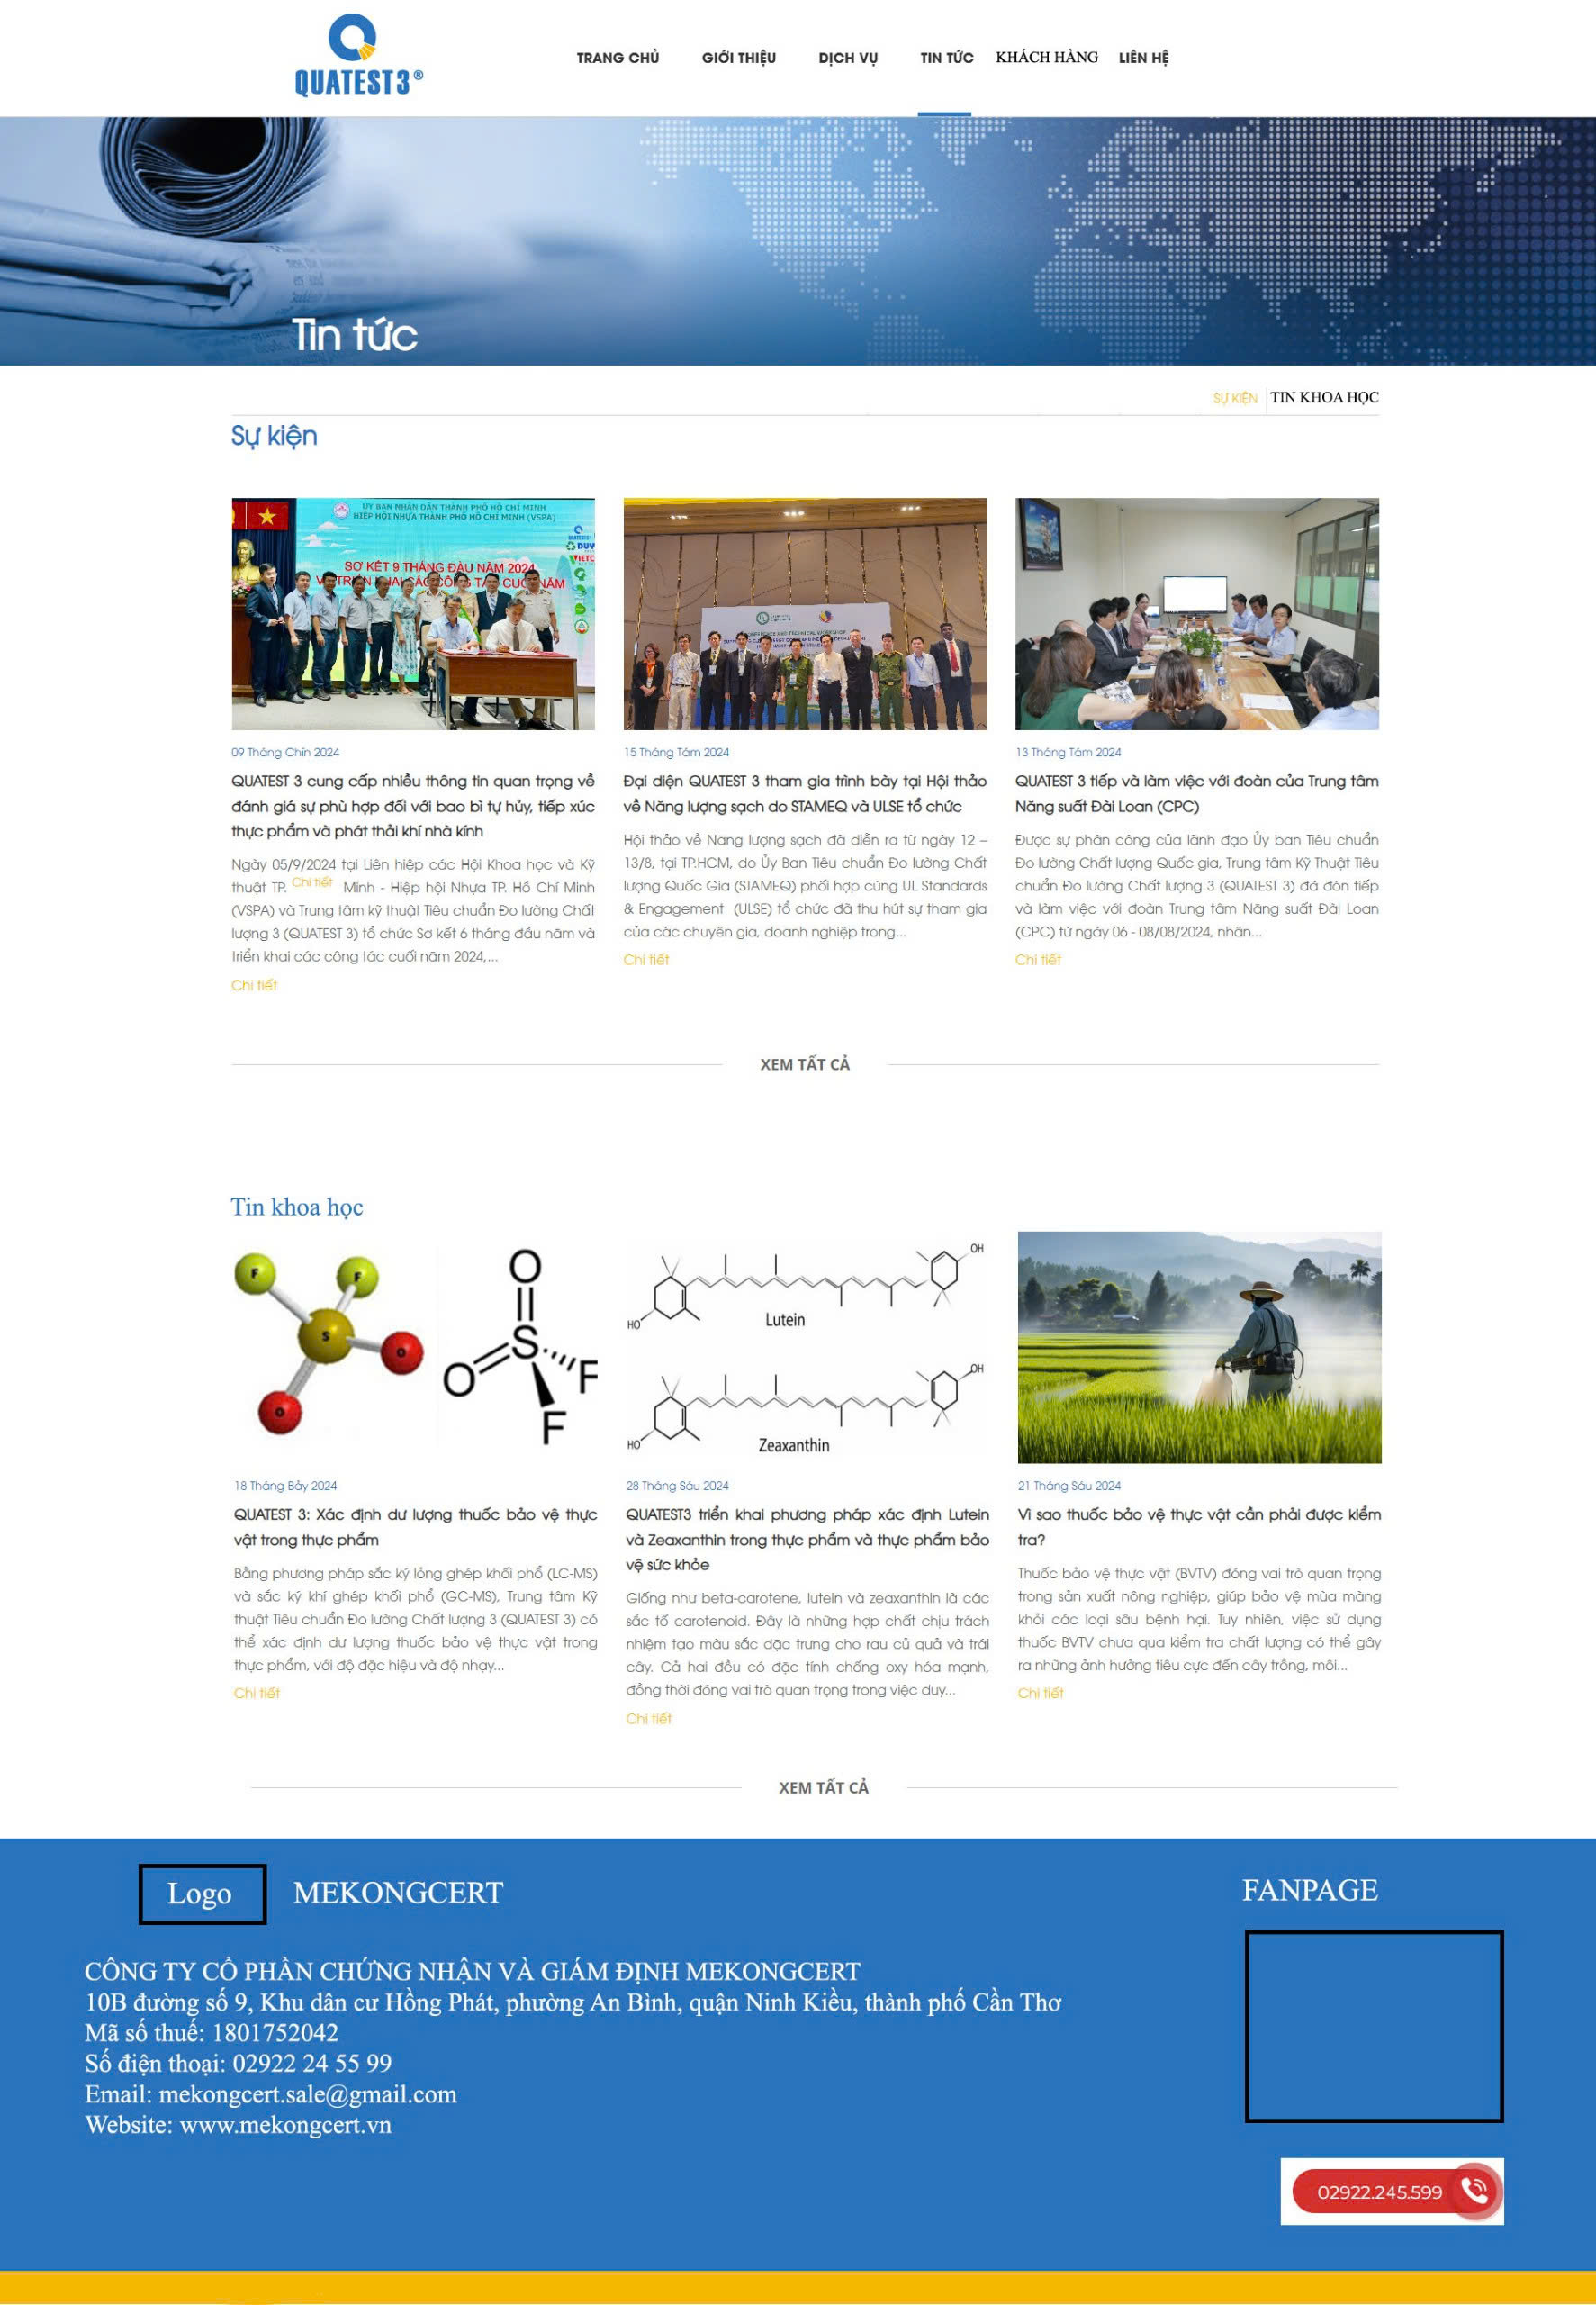 QUATEST 3®
TRANG CHỦ
GIỚI THIỆU
DỊCH VỤ
TIN TỨC
KHÁCH HÀNG
LIÊN HỆ
Tin tức
SỰ KIỆN
TIN KHOA HỌC
Sự kiện
ỦY BAN NHÂN DÂN THÀNH PHỐ HỒ CHÍ MINH
HIỆP HỘI NHỰA THÀNH PHỐ HỒ CHÍ MINH (VSPA)
SƠ KẾT 9 THÁNG ĐẦU NĂM 2024
09 Tháng Chín 2024
QUATEST 3 cung cấp nhiều thông tin quan trọng về
đánh giá sự phù hợp đối với bao bì tự hủy, tiếp xúc
thực phẩm và phát thải khí nhà kính
Ngày 05/9/2024 tại Liên hiệp các Hội Khoa học và Kỹ
thuật TP. Chi tiết Minh - Hiệp hội Nhựa TP. Hồ Chí Minh
(VSPA) và Trung tâm kỹ thuật Tiêu chuẩn Đo lường Chất
lượng 3 (QUATEST 3) tổ chức Sơ kết 6 tháng đầu năm và
triển khai các công tác cuối năm 2024,...
Chi tiết
15 Tháng Tám 2024
Đại diện QUATEST 3 tham gia trình bày tại Hội thảo
về Năng lượng sạch do STAMEQ và ULSE tổ chức
Hội thảo về Năng lượng sạch đã diễn ra từ ngày 12 –
13/8, tại TP.HCM, do Ủy Ban Tiêu chuẩn Đo lường Chất
lượng Quốc Gia (STAMEQ) phối hợp cùng UL Standards
& Engagement (ULSE) tổ chức đã thu hút sự tham gia
của các chuyên gia, doanh nghiệp trong...
Chi tiết
13 Tháng Tám 2024
QUATEST 3 tiếp và làm việc với đoàn của Trung tâm
Năng suất Đài Loan (CPC)
Được sự phân công của lãnh đạo Ủy ban Tiêu chuẩn
Đo lường Chất lượng Quốc gia, Trung tâm Kỹ Thuật Tiêu
chuẩn Đo lường Chất lượng 3 (QUATEST 3) đã đón tiếp
và làm việc với đoàn Trung tâm Năng suất Đài Loan
(CPC) từ ngày 06 - 08/08/2024, nhân...
Chi tiết
XEM TẤT CẢ
Tin khoa học
F
F
S
O
O
O
S
O
F
F
OH
HO
Lutein
OH
HO
Zeaxanthin
18 Tháng Bảy 2024
QUATEST 3: Xác định dư lượng thuốc bảo vệ thực
vật trong thực phẩm
Bằng phương pháp sắc ký lỏng ghép khối phổ (LC-MS)
và sắc ký khí ghép khối phổ (GC-MS), Trung tâm Kỹ
thuật Tiêu chuẩn Đo lường Chất lượng 3 (QUATEST 3) có
thể xác định dư lượng thuốc bảo vệ thực vật trong
thực phẩm, với độ đặc hiệu và độ nhạy...
Chi tiết
28 Tháng Sáu 2024
QUATEST3 triển khai phương pháp xác định Lutein
và Zeaxanthin trong thực phẩm và thực phẩm bảo
vệ sức khỏe
Giống như beta-carotene, lutein và zeaxanthin là các
sắc tố carotenoid. Đây là những hợp chất chịu trách
nhiệm tạo màu sắc đặc trưng cho rau củ quả và trái
cây. Cả hai đều có đặc tính chống oxy hóa mạnh,
đồng thời đóng vai trò quan trọng trong việc duy...
Chi tiết
21 Tháng Sáu 2024
Vì sao thuốc bảo vệ thực vật cần phải được kiểm
tra?
Thuốc bảo vệ thực vật (BVTV) đóng vai trò quan trọng
trong sản xuất nông nghiệp, giúp bảo vệ mùa màng
khỏi các loại sâu bệnh hại. Tuy nhiên, việc sử dụng
thuốc BVTV chưa qua kiểm tra chất lượng có thể gây
ra những ảnh hưởng tiêu cực đến cây trồng, môi...
Chi tiết
XEM TẤT CẢ
Logo
MEKONGCERT
FANPAGE
CÔNG TY CỔ PHẦN CHỨNG NHẬN VÀ GIÁM ĐỊNH MEKONGCERT
10B đường số 9, Khu dân cư Hồng Phát, phường An Bình, quận Ninh Kiều, thành phố Cần Thơ
Mã số thuế: 1801752042
Số điện thoại: 02922 24 55 99
Email: mekongcert.sale@gmail.com
Website: www.mekongcert.vn
02922.245.599